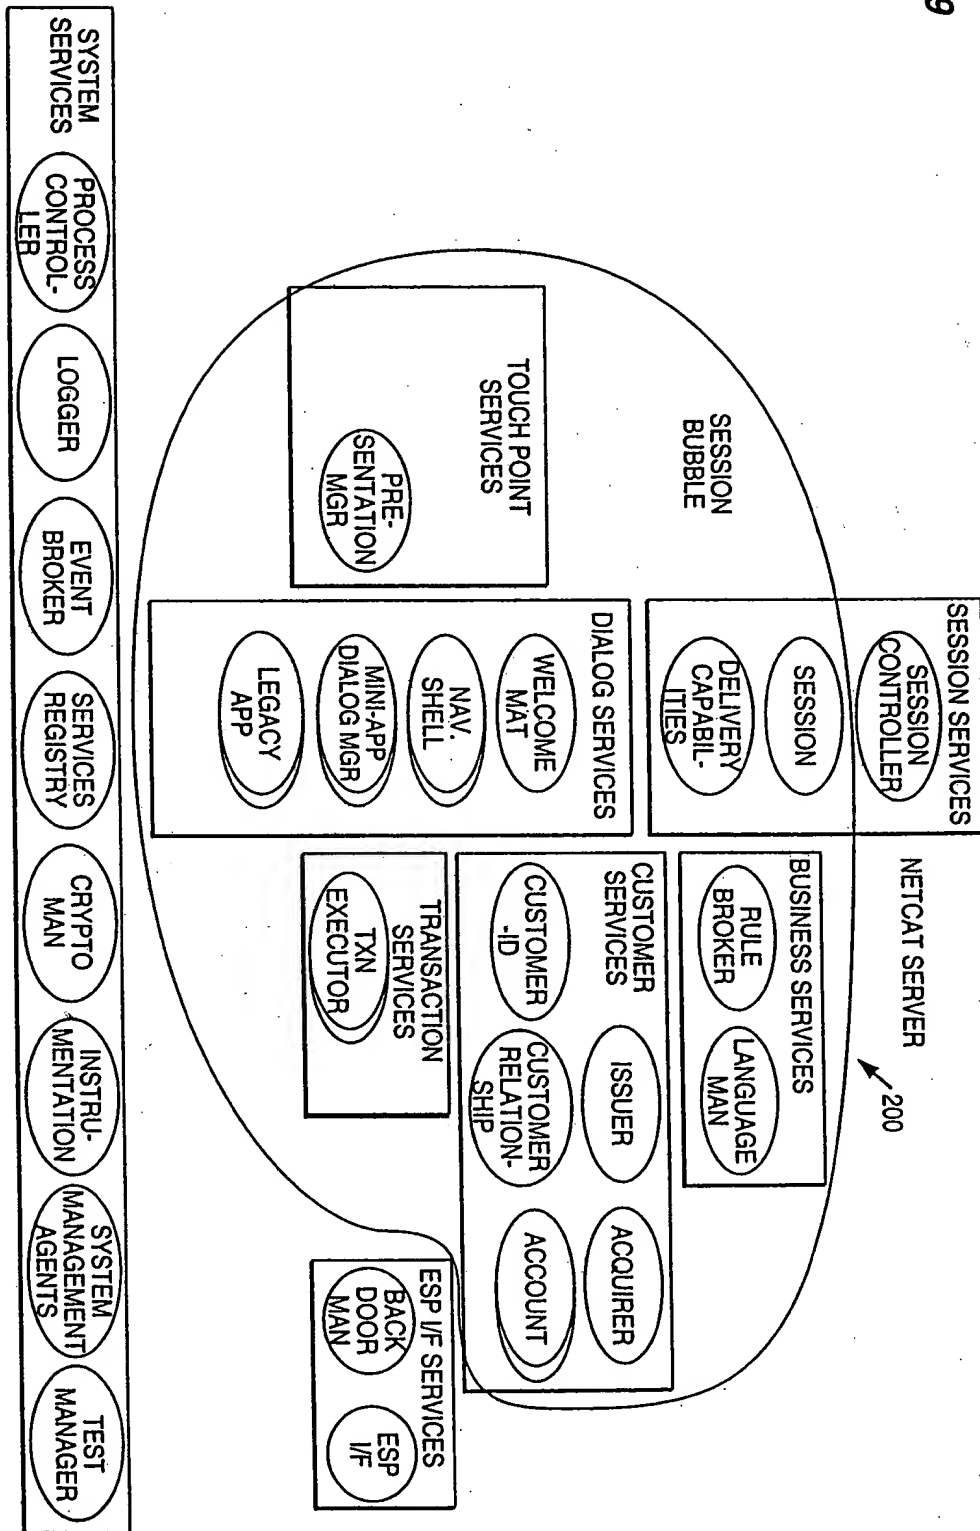 9
NETCAT SERVER
200
SESSION SERVICES
SESSION
CONTROLLER
SESSION
DELIVERY
CAPABIL-
ITIES
SESSION
BUBBLE
BUSINESS SERVICES
RULE
BROKER
LANGUAGE
MAN
TOUCH POINT
SERVICES
PRE-
SENTATION
MGR
DIALOG SERVICES
WELCOME
MAT
NAV.
SHELL
MINI-APP
DIALOG MGR
LEGACY
APP
CUSTOMER
SERVICES
ISSUER
ACQUIRER
CUSTOMER
-ID
CUSTOMER
RELATION-
SHIP
ACCOUNT
TRANSACTION
SERVICES
TXN
EXECUTOR
ESP I/F SERVICES
BACK
DOOR
MAN
ESP
I/F
SYSTEM
SERVICES
PROCESS
CONTROL-
LER
LOGGER
EVENT
BROKER
SERVICES
REGISTRY
CRYPTO
MAN
INSTRU-
MENTATION
SYSTEM
MANAGEMENT
AGENTS
TEST
MANAGER